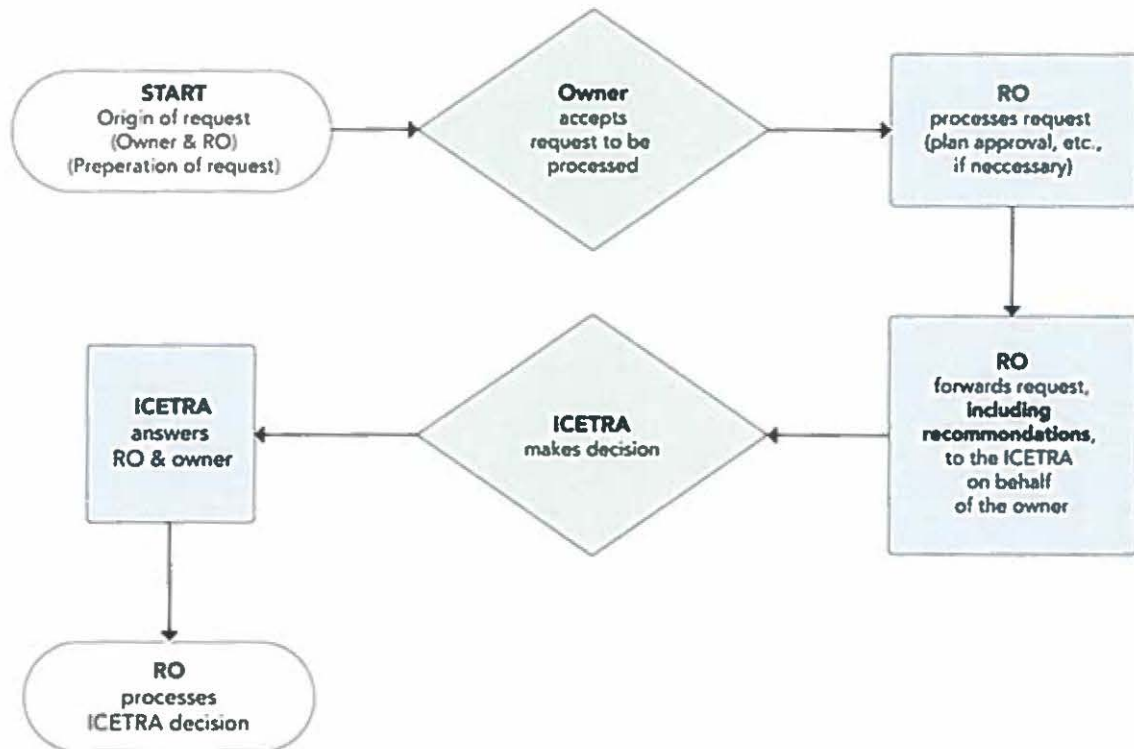 START
Origin of request
(Owner & RO)
(Preperation of request)
Owner
accepts
request to be
processed
RO
processes request
(plan approval, etc.,
if neccessary)
RO
forwards request,
including
recommondations,
to the ICETRA
on behalf
of the owner
ICETRA
makes decision
ICETRA
answers
RO & owner
RO
processes
ICETRA decision